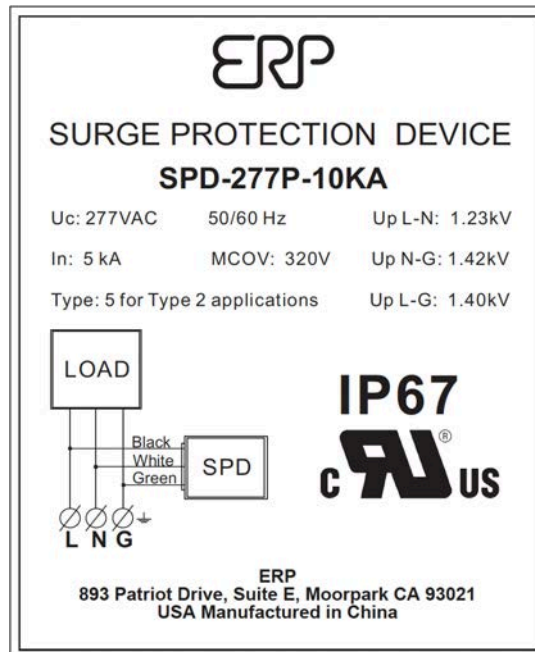 ERP
SURGE PROTECTION DEVICE
SPD-277P-10KA
Uc: 277VAC 50/60 Hz Up L-N: 1.23kV
In: 5 kA MCOV: 320V Up N-G: 1.42kV
Type: 5 for Type 2 applications Up L-G: 1.40kV
LOAD
Black
White
Green
SPD
L N G
IP67
C RU ® US
ERP
893 Patriot Drive, Suite E, Moorpark CA 93021
USA Manufactured in China